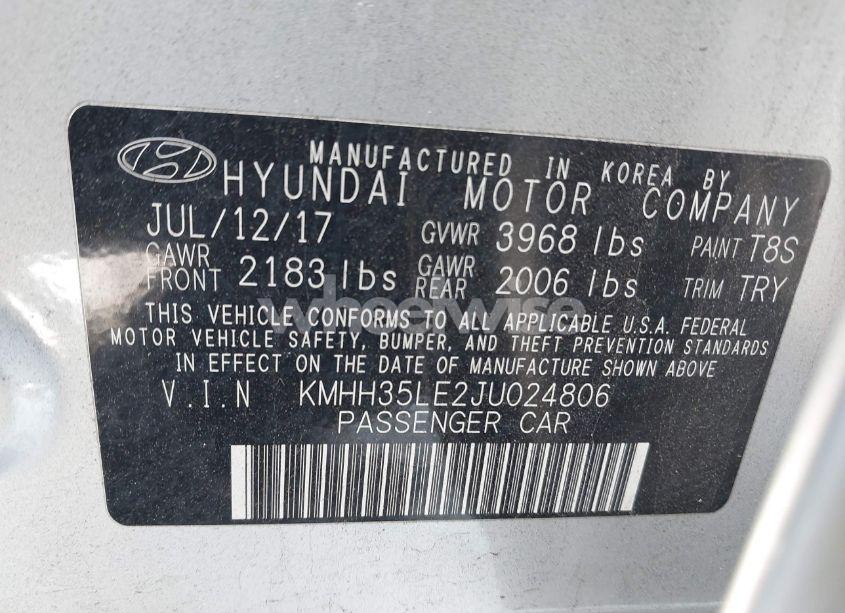 MANUFACTURED IN KOREA BY
HYUNDAI MOTOR COMPANY
JUL/12/17 GVWR 3968 lbs PAINT T8S
GAWR FRONT 2183 lbs GAWR REAR 2006 lbs TRIM TRY
wheelwise
THIS VEHICLE CONFORMS TO ALL APPLICABLE U.S.A. FEDERAL
MOTOR VEHICLE SAFETY, BUMPER, AND THEFT PREVENTION STANDARDS
IN EFFECT ON THE DATE OF MANUFACTURE SHOWN ABOVE
V.I.N KMHH35LE2JU024806
PASSENGER CAR